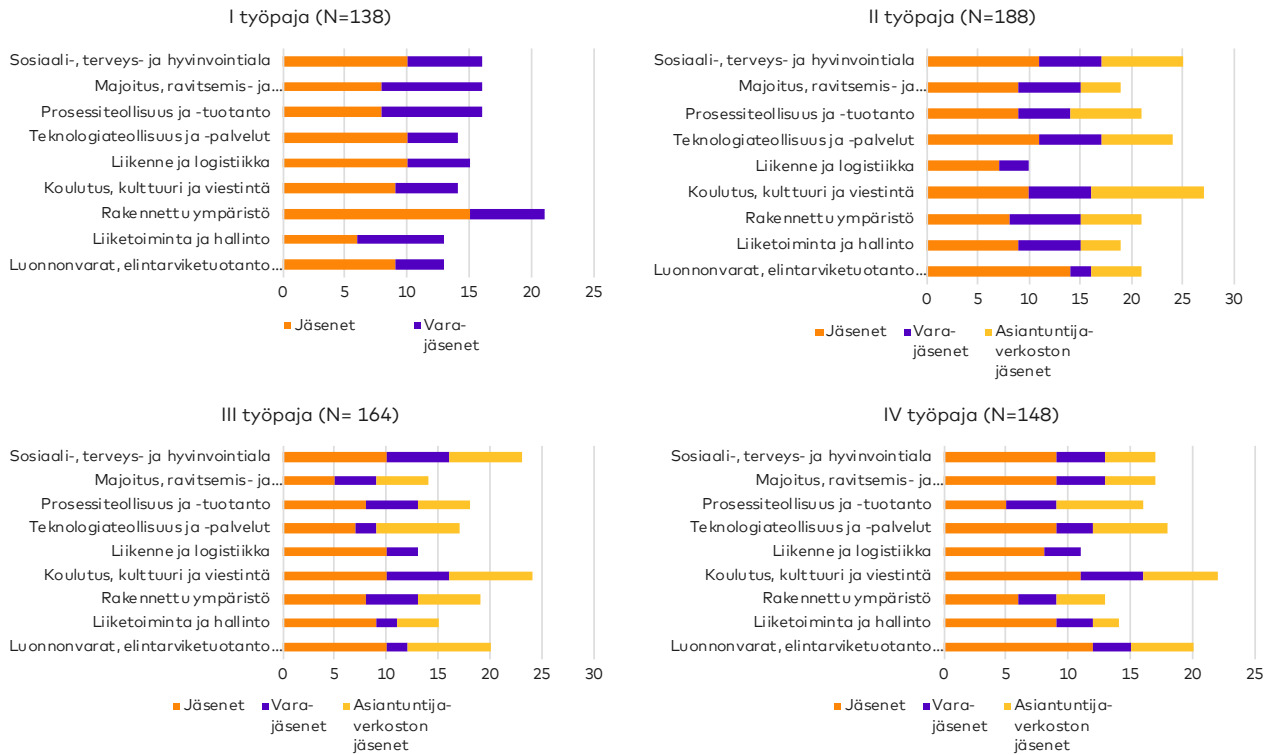 I työpaja (N=138)
Sosiaali-, terveys- ja hyvinvointiala
Majoitus, ravitsemis- ja...
Prosessiteollisuus ja -tuotanto
Teknologiateollisuus ja -palvelut
Liikenne ja logistiikka
Koulutus, kulttuuri ja viestintä
Rakennettu ympäristö
Liiketoiminta ja hallinto
Luonnonvarat, elintarviketuotanto...
0 5 10 15 20 25
Jäsenet Vara-
jäsenet
II työpaja (N=188)
Sosiaali-, terveys- ja hyvinvointiala
Majoitus, ravitsemis- ja...
Prosessiteollisuus ja -tuotanto
Teknologiateollisuus ja -palvelut
Liikenne ja logistiikka
Koulutus, kulttuuri ja viestintä
Rakennettu ympäristö
Liiketoiminta ja hallinto
Luonnonvarat, elintarviketuotanto...
0 5 10 15 20 25 30
Jäsenet Vara- Asiantuntija-
jäsenet verkoston
jäsenet
III työpaja (N= 164)
Sosiaali-, terveys- ja hyvinvointiala
Majoitus, ravitsemis- ja...
Prosessiteollisuus ja -tuotanto
Teknologiateollisuus ja -palvelut
Liikenne ja logistiikka
Koulutus, kulttuuri ja viestintä
Rakennettu ympäristö
Liiketoiminta ja hallinto
Luonnonvarat, elintarviketuotanto...
0 5 10 15 20 25 30
Jäsenet Vara- Asiantuntija-
jäsenet verkoston
jäsenet
IV työpaja (N=148)
Sosiaali-, terveys- ja hyvinvointiala
Majoitus, ravitsemis- ja...
Prosessiteollisuus ja -tuotanto
Teknologiateollisuus ja -palvelut
Liikenne ja logistiikka
Koulutus, kulttuuri ja viestintä
Rakennettu ympäristö
Liiketoiminta ja hallinto
Luonnonvarat, elintarviketuotanto...
0 5 10 15 20 25
Jäsenet Vara- Asiantuntija-
jäsenet verkoston
jäsenet